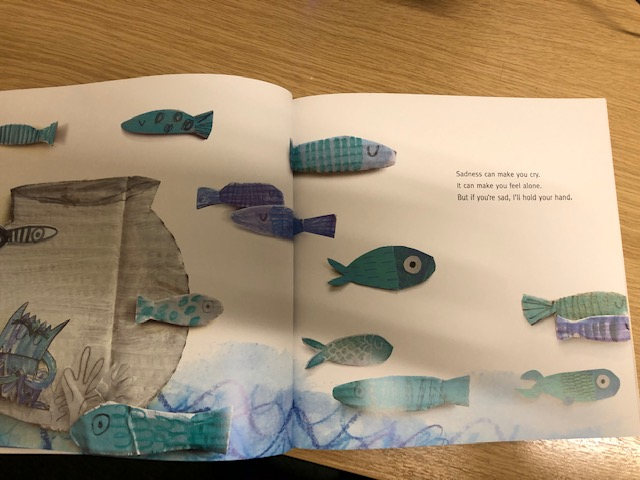 Sadness can make you cry.
It can make you feel alone.
But if you're sad, I'll hold your hand.